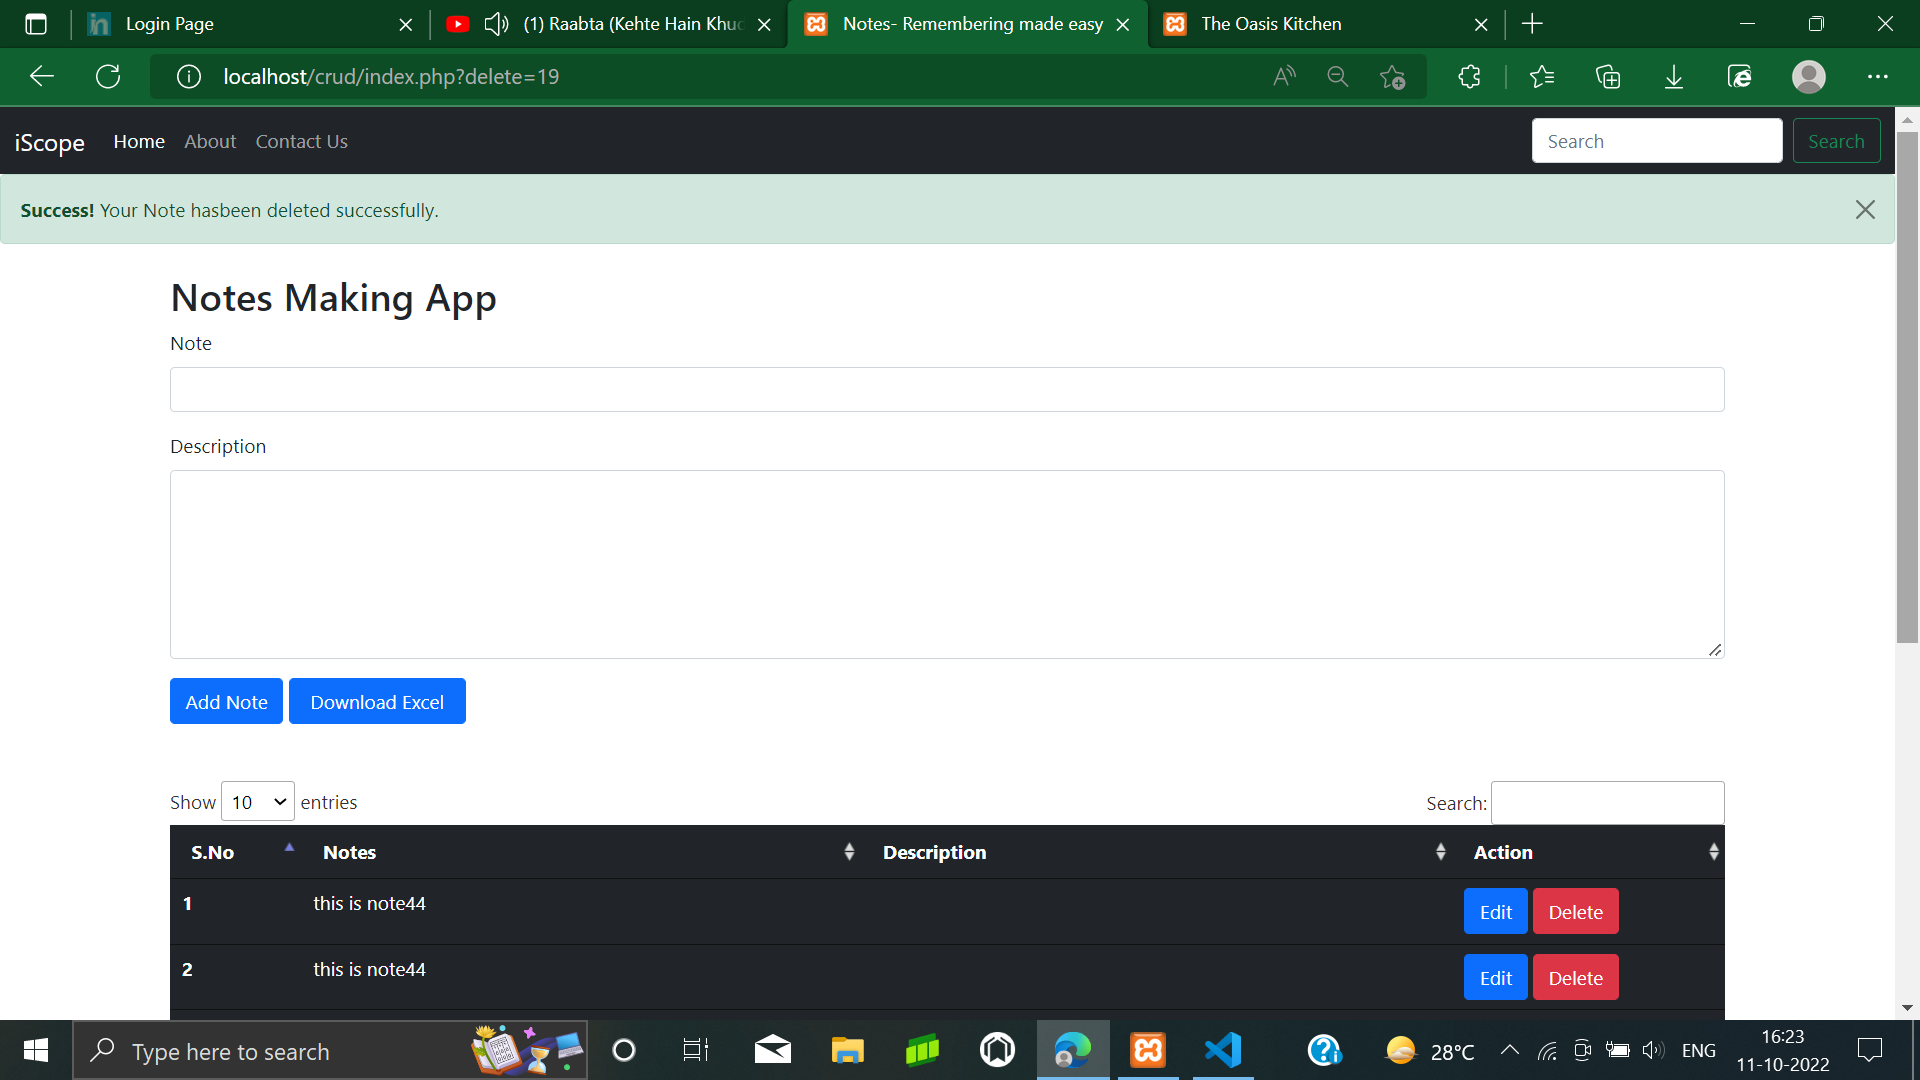 Login Page
(1) Raabta (Kehte Hain Khud
Notes- Remembering made easy
The Oasis Kitchen
localhost/crud/index.php?delete=19
iScope
Home
About
Contact Us
Search
Search
Success! Your Note hasbeen deleted successfully.
Notes Making App
Note
Description
Add Note
Download Excel
Show 10 entries
Search:
S.No
Notes
Description
Action
1
this is note44
Edit
Delete
2
this is note44
Edit
Delete
Type here to search
28°C
ENG
16:23
11-10-2022